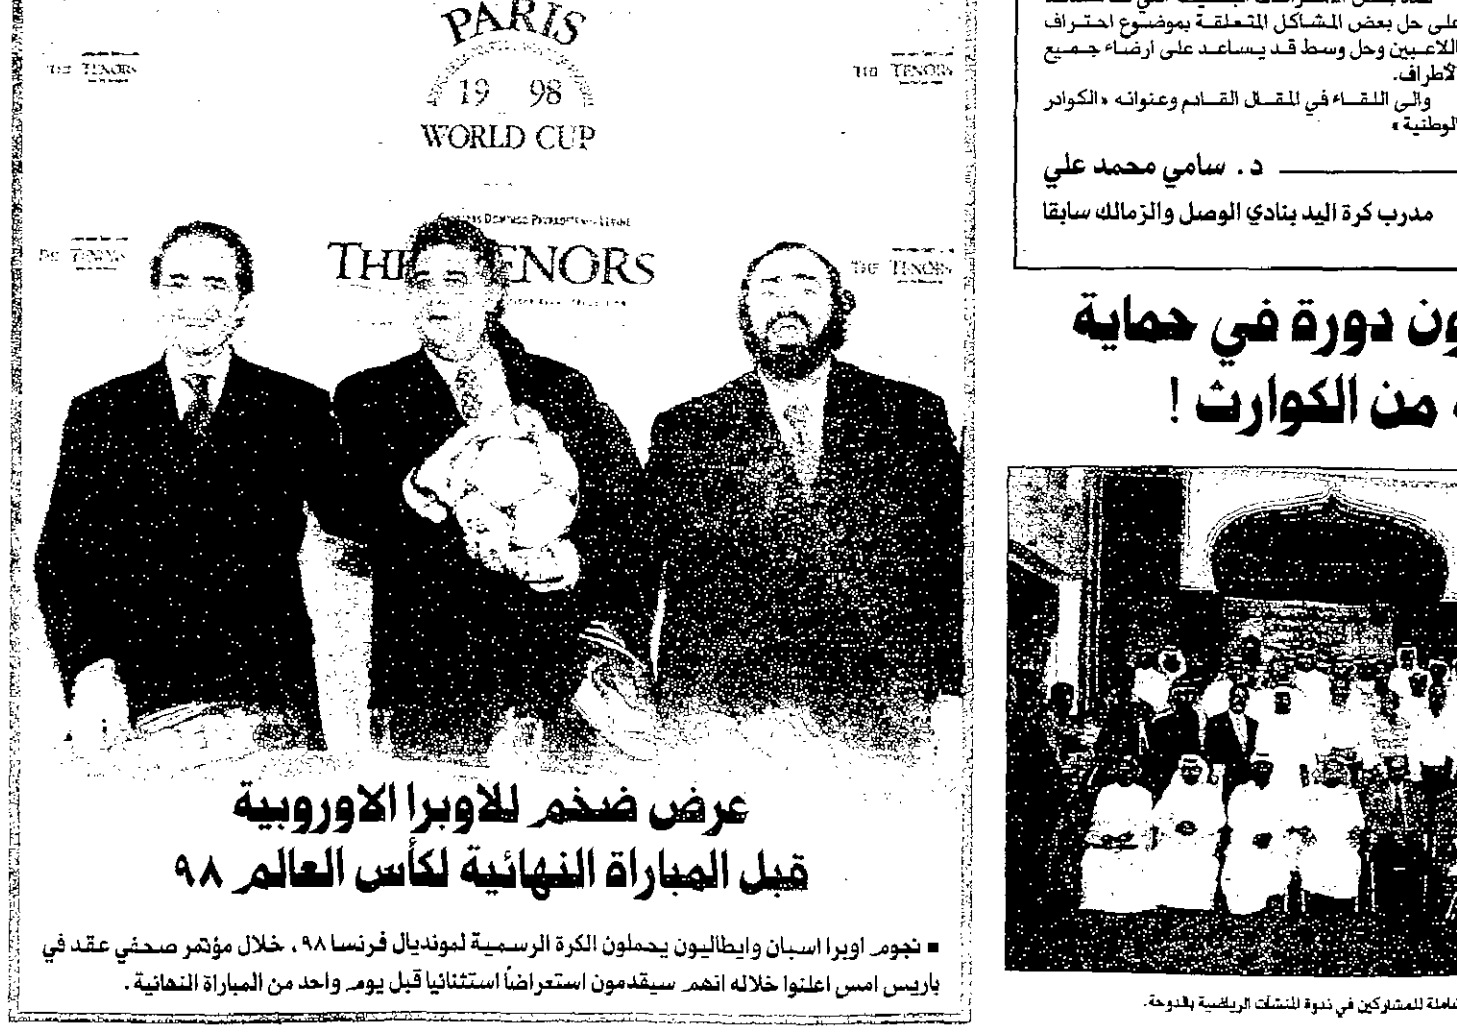 PARIS
19 98
WORLD CUP
THE TENORS
THE TENORS
THE TENORS
THE TENORS
THE TENORS
عرض ضخم للاوبرا الاوروبية
قبل المباراة النهائية لكأس العالم ٩٨
■ نجوم اوبرا اسبان وايطاليون يحملون الكرة الرسمية لمونديال فرنسا ٩٨، خلال مؤتمر صحفي عقد في
باريس امس اعلنوا خلاله انهم سيقدمون استعراضاً استثنائيا قبل يوم واحد من المباراة النهائية.
على حل بعض المشاكل المتعلقة بموضوع احتراف
اللاعبين وحل وسط قد يساعد على ارضاء جميع
الأطراف.
والى اللقاء في المقال القادم وعنوانه «الكوادر
الوطنية»
د. سامي محمد علي
مدرب كرة اليد بنادي الوصل والزمالك سابقا
ون دورة في حماية
من الكوارث !
شاملة للمشاركين في ندوة المنشآت الرياضية بالدوحة.